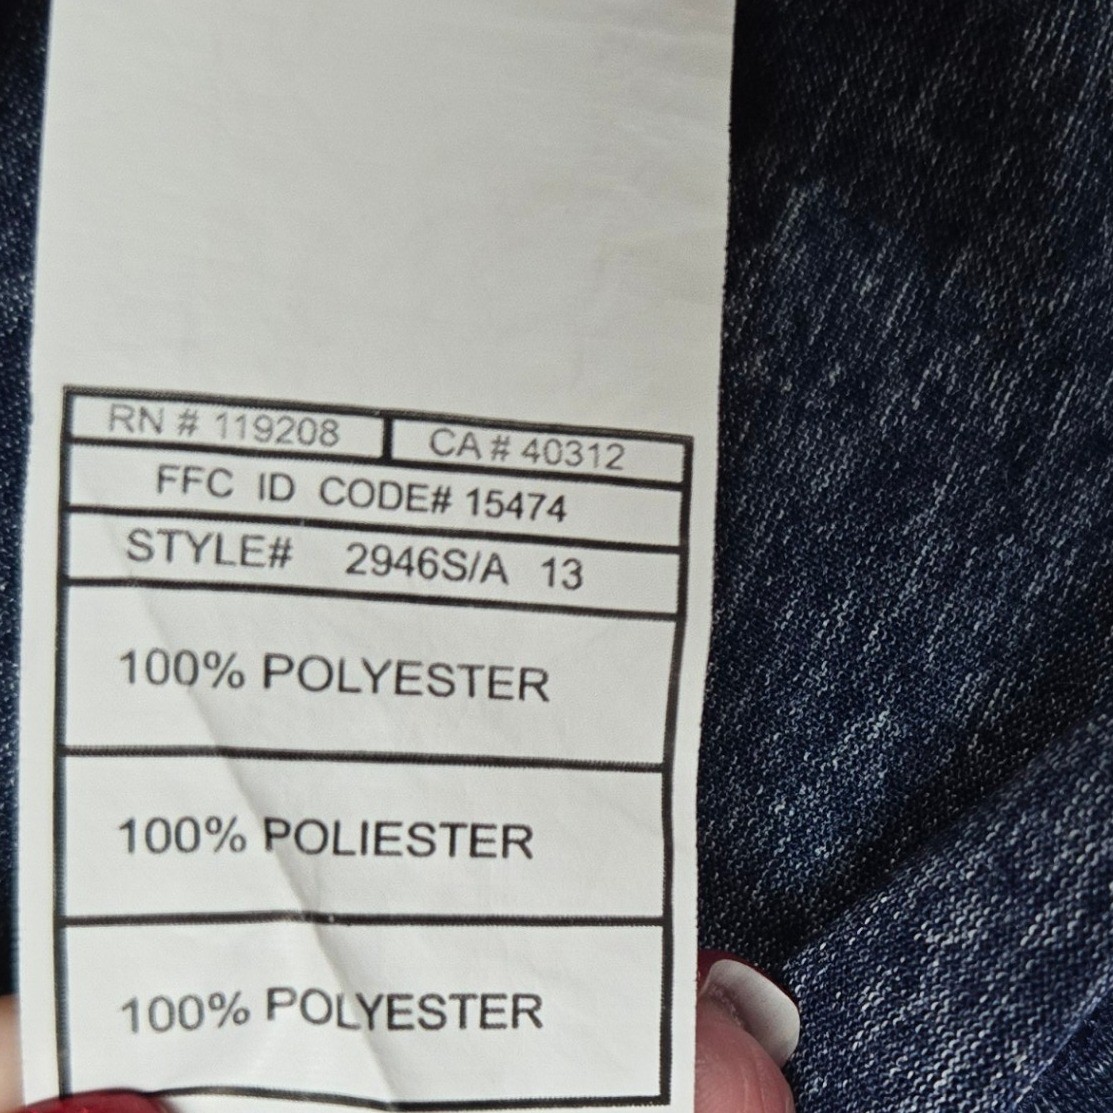 RN # 119208 CA # 40312
FFC ID CODE# 15474
STYLE# 2946S/A 13
100% POLYESTER
100% POLIESTER
100% POLYESTER